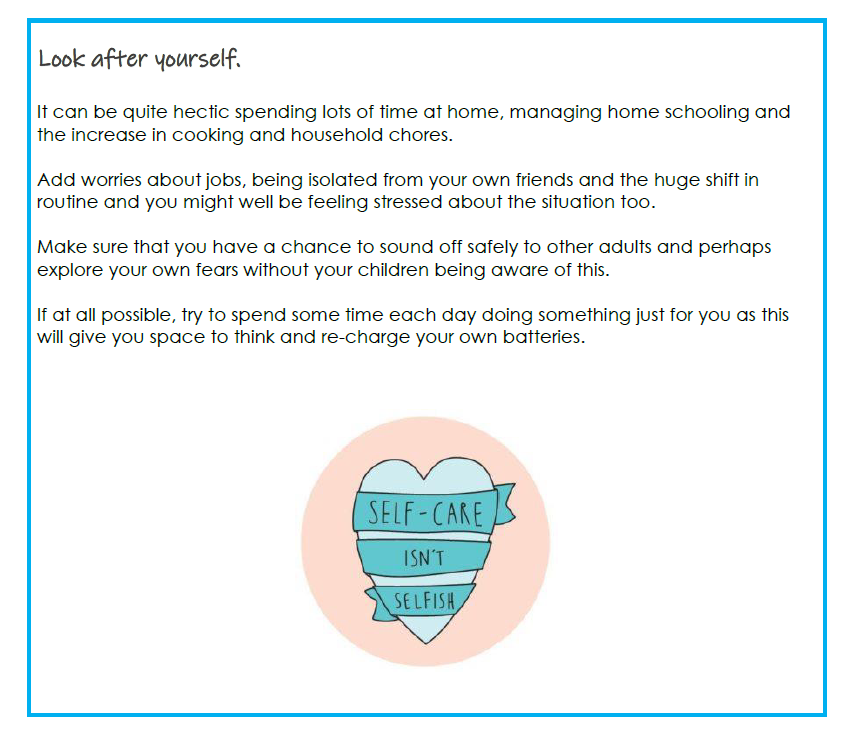 Look after yourself.
It can be quite hectic spending lots of time at home, managing home schooling and
the increase in cooking and household chores.
Add worries about jobs, being isolated from your own friends and the huge shift in
routine and you might well be feeling stressed about the situation too.
Make sure that you have a chance to sound off safely to other adults and perhaps
explore your own fears without your children being aware of this.
If at all possible, try to spend some time each day doing something just for you as this
will give you space to think and re-charge your own batteries.
SELF-CARE
ISN'T
SELFISH